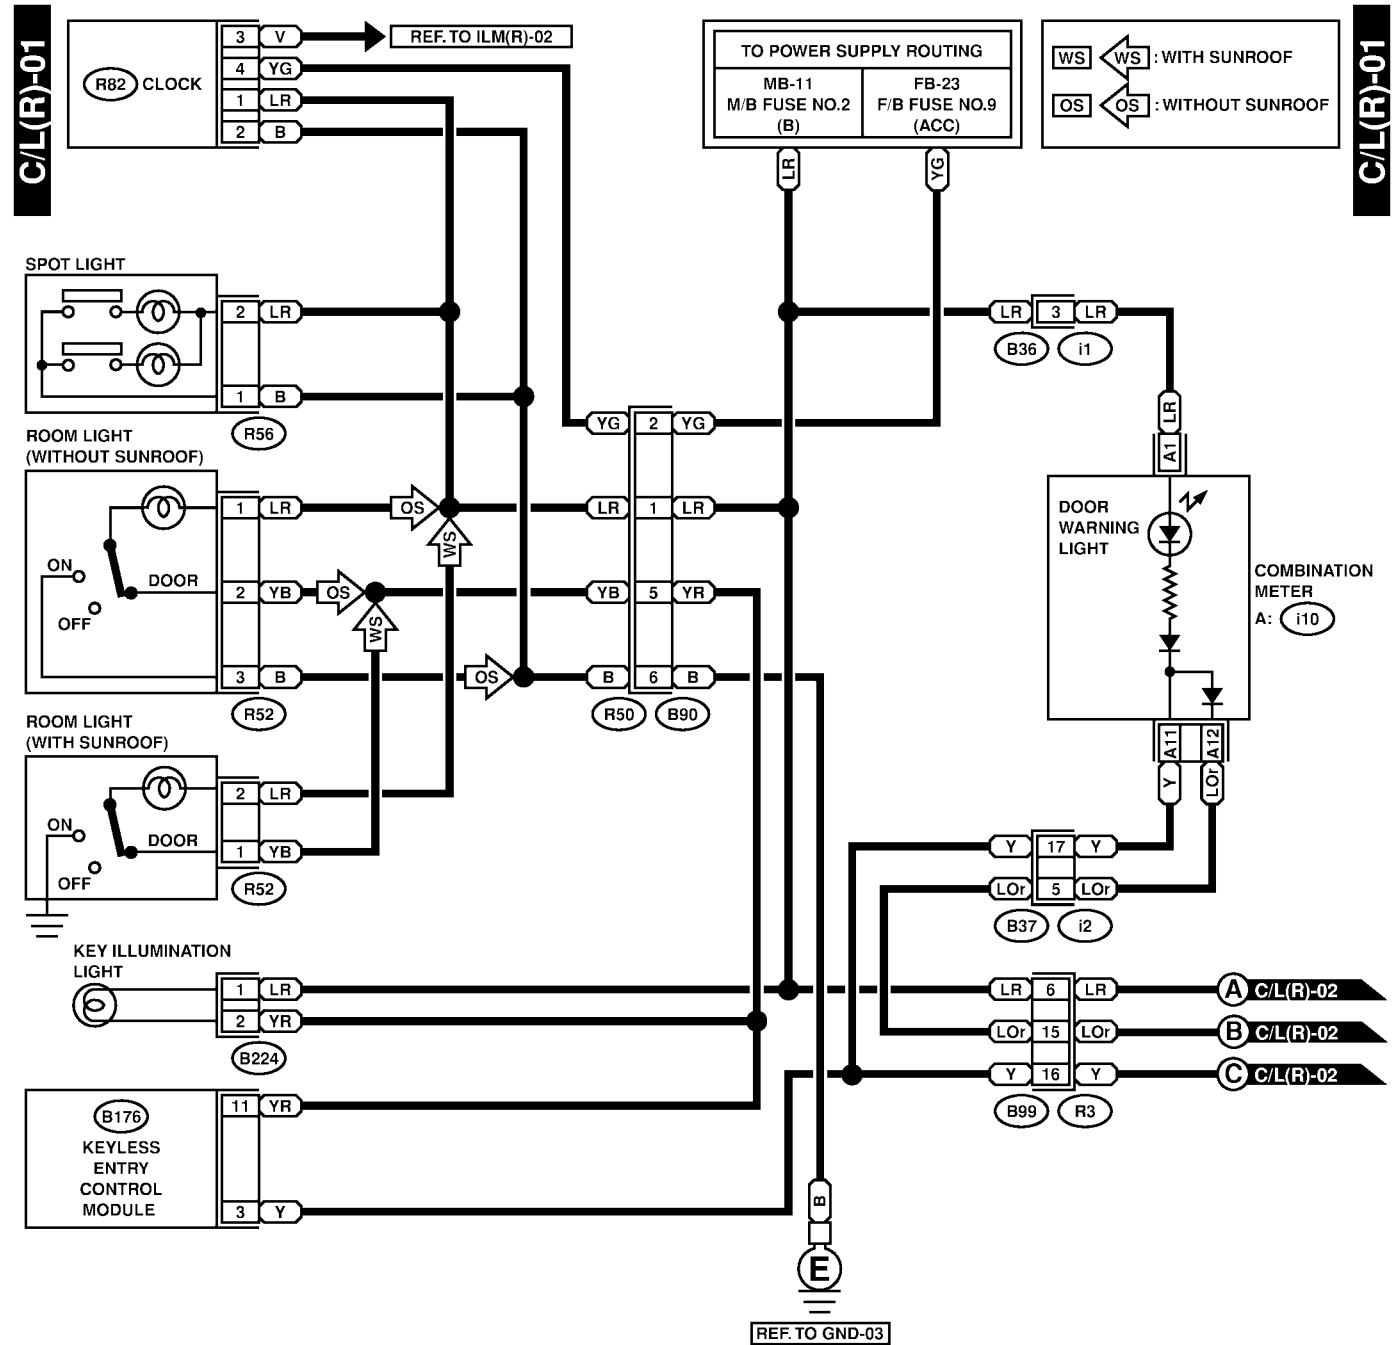 C/L(R)-01
3 V
REF. TO ILM(R)-02
4 YG
R82 CLOCK
1 LR
2 B
TO POWER SUPPLY ROUTING
MB-11
M/B FUSE NO.2
(B)
FB-23
F/B FUSE NO.9
(ACC)
LR
YG
WS WS : WITH SUNROOF
OS OS : WITHOUT SUNROOF
C/L(R)-01
SPOT LIGHT
2 LR
1 B
R56
LR 3 LR
B36 i1
LR
A1
YG 2 YG
ROOM LIGHT
(WITHOUT SUNROOF)
1 LR
OS
LR 1 LR
WS
ON
DOOR
OFF
2 YB
OS
YB 5 YR
WS
3 B
OS
B 6 B
R52
R50 B90
DOOR
WARNING
LIGHT
COMBINATION
METER
A: i10
A11 A12
Y LOr
ROOM LIGHT
(WITH SUNROOF)
2 LR
ON
DOOR
OFF
1 YB
R52
Y 17 Y
LOr 5 LOr
B37 i2
KEY ILLUMINATION
LIGHT
1 LR
2 YR
B224
LR 6 LR
A C/L(R)-02
LOr 15 LOr
B C/L(R)-02
Y 16 Y
C C/L(R)-02
B99 R3
B176
KEYLESS
ENTRY
CONTROL
MODULE
11 YR
3 Y
B
E
REF. TO GND-03